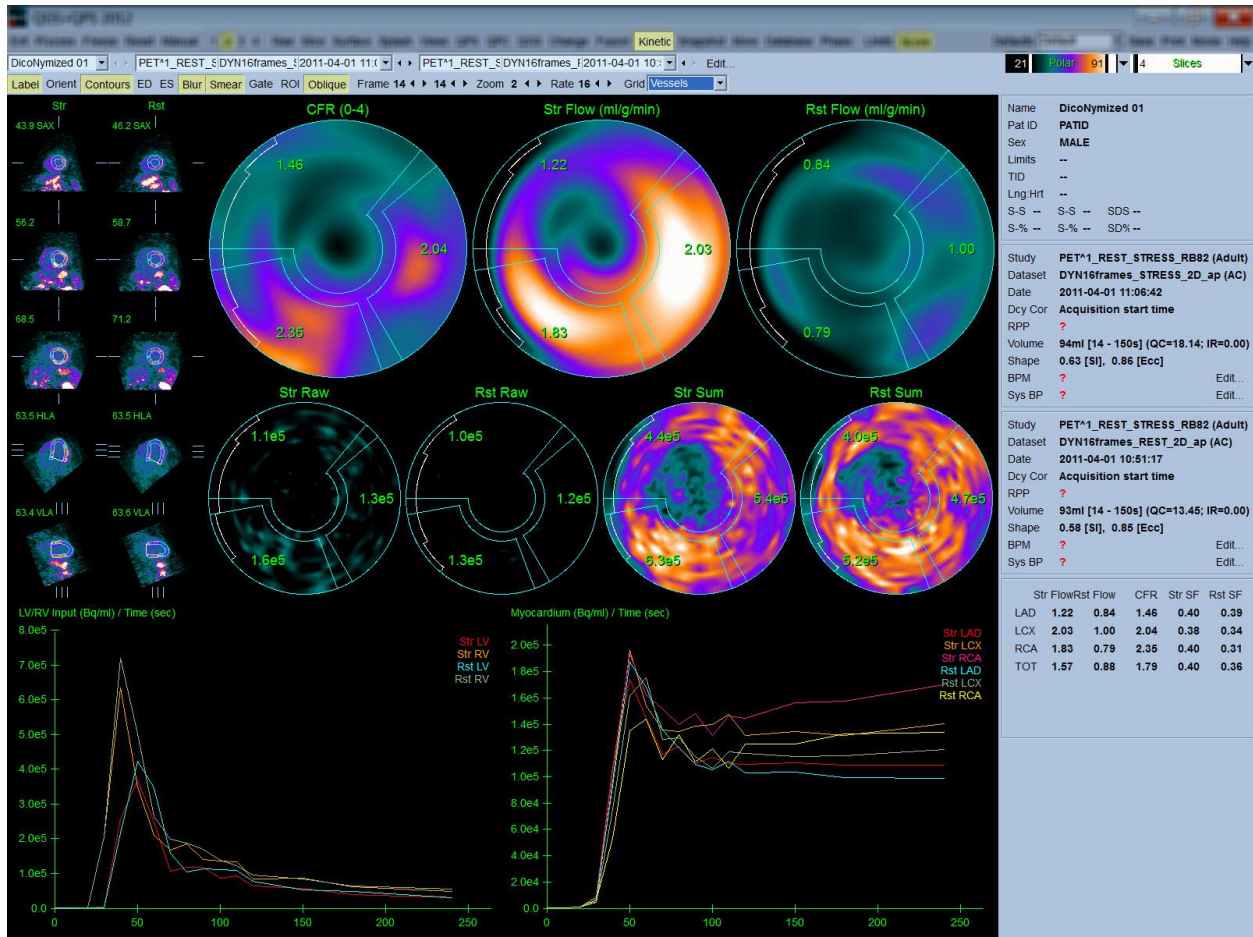 QGS+QPS 2012
Kinetic
DicoNymized 01 PET^1_REST_S DYN16frames_S 2011-04-01 11:0 PET^1_REST_S DYN16frames_F 2011-04-01 10:5 Edit...
21 Polar 91 4 Slices
Label Orient Contours ED ES Blur Smear Gate ROI Oblique Frame 14 14 Zoom 2 Rate 16 Grid Vessels
Str Rst
43.9 SAX 46.2 SAX
56.2 58.7
68.5 71.2
63.5 HLA 63.5 HLA
63.4 VLA 63.6 VLA
CFR (0-4)
1.46
2.04
2.35
Str Flow (ml/g/min)
1.22
2.03
1.83
Rst Flow (ml/g/min)
0.84
1.00
0.79
Str Raw
1.1e5
1.3e5
1.6e5
Rst Raw
1.0e5
1.2e5
1.3e5
Str Sum
4.4e5
5.4e5
6.3e5
Rst Sum
4.0e5
4.7e5
5.2e5
LV/RV Input (Bq/ml) / Time (sec)
8.0e5
7.0e5
6.0e5
5.0e5
4.0e5
3.0e5
2.0e5
1.0e5
0.0
0 50 100 150 200 250
Str LV
Str RV
Rst LV
Rst RV
Myocardium (Bq/ml) / Time (sec)
2.0e5
1.8e5
1.6e5
1.4e5
1.2e5
1.0e5
8.0e4
6.0e4
4.0e4
2.0e4
0.0
0 50 100 150 200 250
Str LAD
Str LCX
Str RCA
Rst LAD
Rst LCX
Rst RCA
Name DicoNymized 01
Pat ID PATID
Sex MALE
Limits --
TID --
Lng:Hrt --
S-S -- S-S -- SDS --
S-% -- S-% -- SD% --
Study PET^1_REST_STRESS_RB82 (Adult)
Dataset DYN16frames_STRESS_2D_ap (AC)
Date 2011-04-01 11:06:42
Dcy Cor Acquisition start time
RPP ?
Volume 94ml [14 - 150s] (QC=18.14; IR=0.00)
Shape 0.63 [SI], 0.86 [Ecc]
BPM ? Edit...
Sys BP ? Edit...
Study PET^1_REST_STRESS_RB82 (Adult)
Dataset DYN16frames_REST_2D_ap (AC)
Date 2011-04-01 10:51:17
Dcy Cor Acquisition start time
RPP ?
Volume 93ml [14 - 150s] (QC=13.45; IR=0.00)
Shape 0.58 [SI], 0.85 [Ecc]
BPM ? Edit...
Sys BP ? Edit...
Str Flow Rst Flow CFR Str SF Rst SF
LAD 1.22 0.84 1.46 0.40 0.39
LCX 2.03 1.00 2.04 0.38 0.34
RCA 1.83 0.79 2.35 0.40 0.31
TOT 1.57 0.88 1.79 0.40 0.36